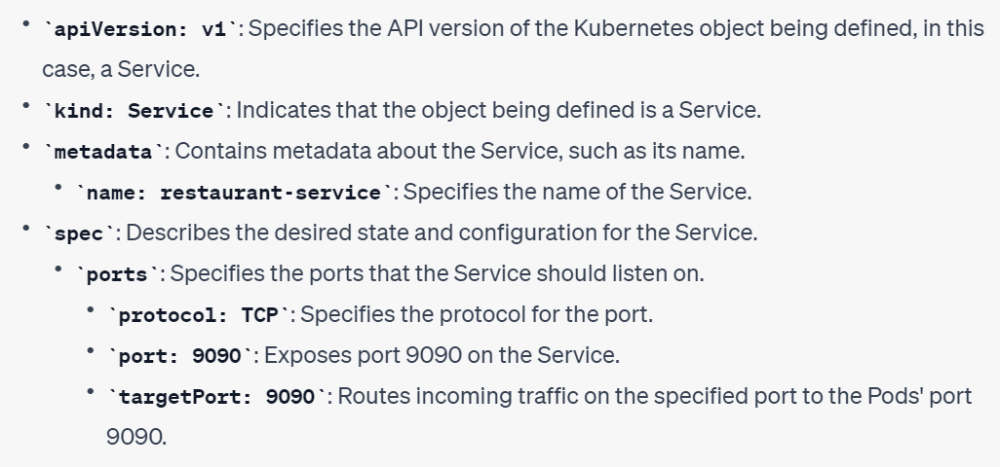 • `apiVersion: v1`: Specifies the API version of the Kubernetes object being defined, in this
case, a Service.
• `kind: Service`: Indicates that the object being defined is a Service.
• `metadata`: Contains metadata about the Service, such as its name.
• `name: restaurant-service`: Specifies the name of the Service.
• `spec`: Describes the desired state and configuration for the Service.
• `ports`: Specifies the ports that the Service should listen on.
• `protocol: TCP`: Specifies the protocol for the port.
• `port: 9090`: Exposes port 9090 on the Service.
• `targetPort: 9090`: Routes incoming traffic on the specified port to the Pods' port
9090.